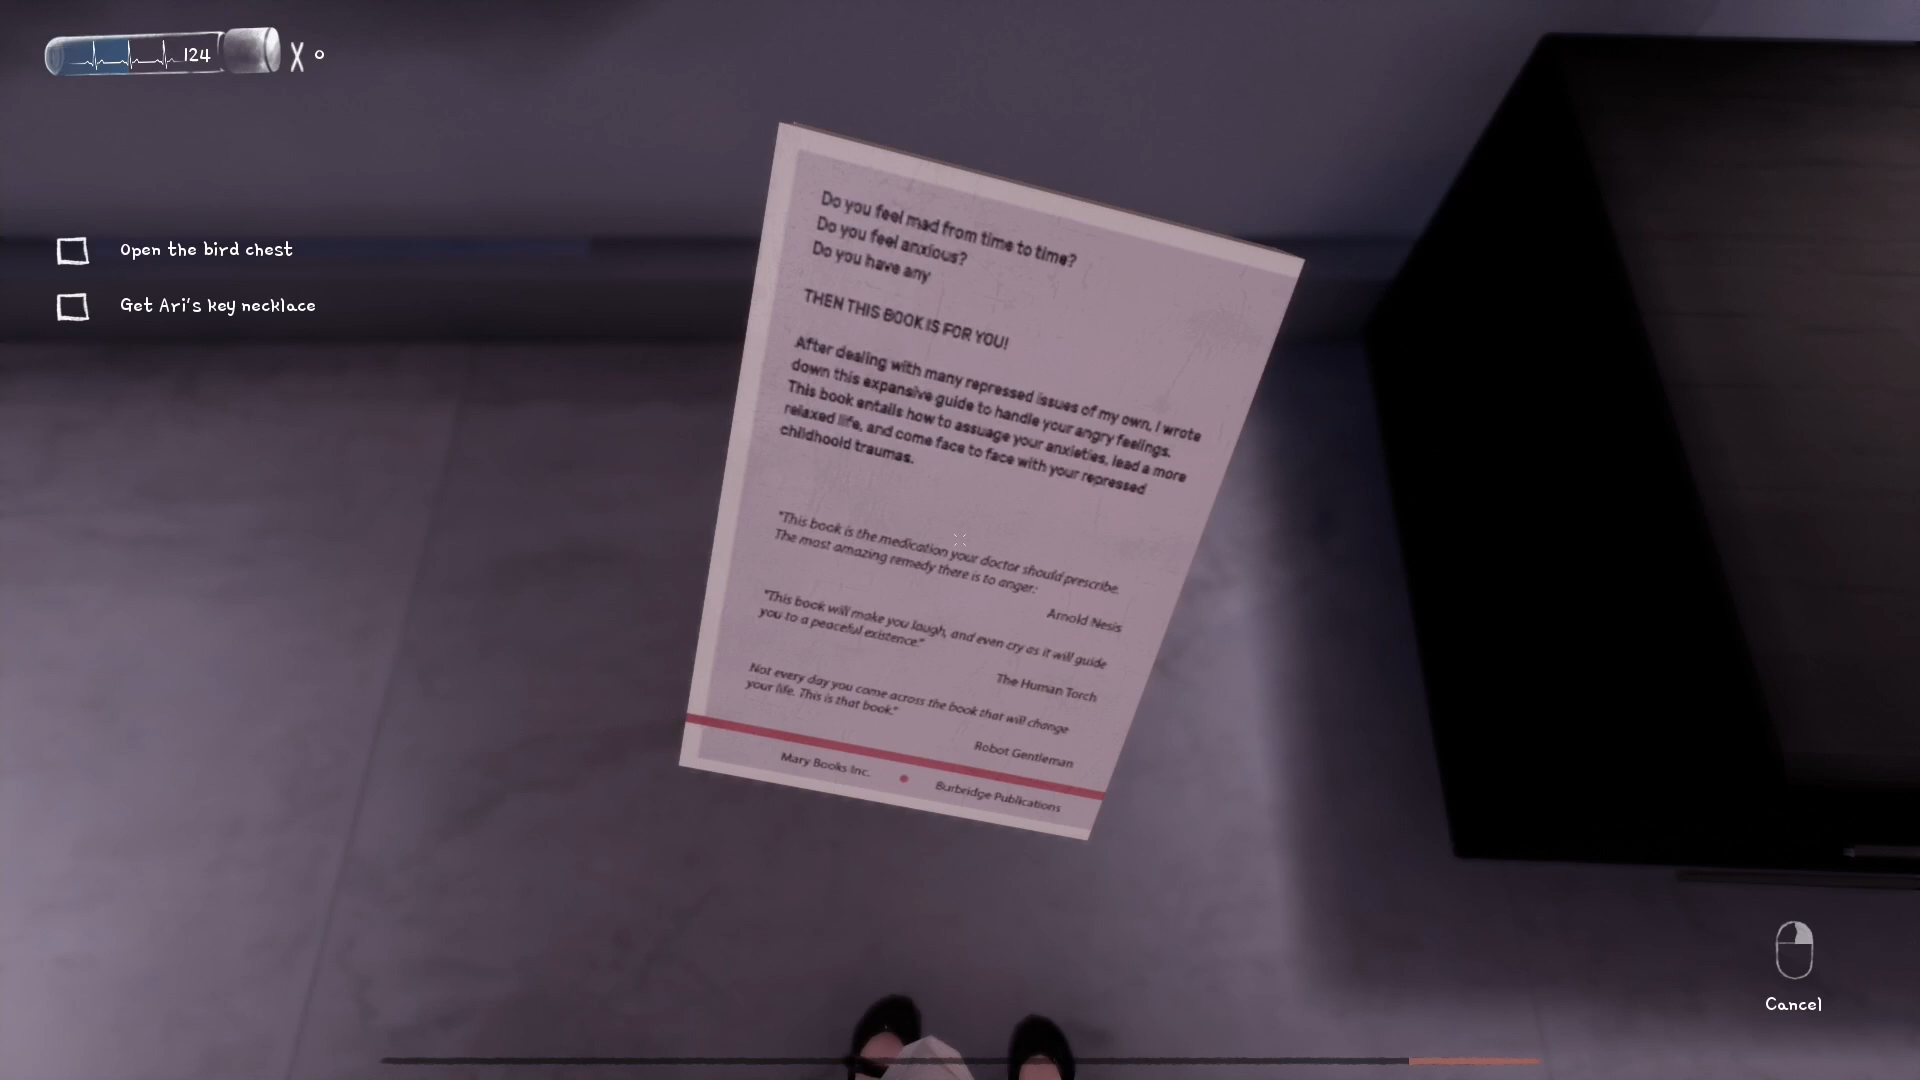 124
X 0
Open the bird chest
Get Ari's key necklace
Do you feel mad from time to time?
Do you feel anxious?
Do you have any
THEN THIS BOOK IS FOR YOU!
After dealing with many repressed issues of my own, I wrote
down this expansive guide to handle your angry feelings.
This book entails how to assuage your anxieties, lead a more
relaxed life, and come face to face with your repressed
childhoold traumas.
"This book is the medication your doctor should prescribe.
The most amazing remedy there is to anger:
Arnold Nesis
"This book will make you laugh, and even cry as it will guide
you to a peaceful existence."
The Human Torch
Not every day you come across the book that will change
your life. This is that book."
Robot Gentleman
Mary Books Inc. • Burbridge Publications
Cancel